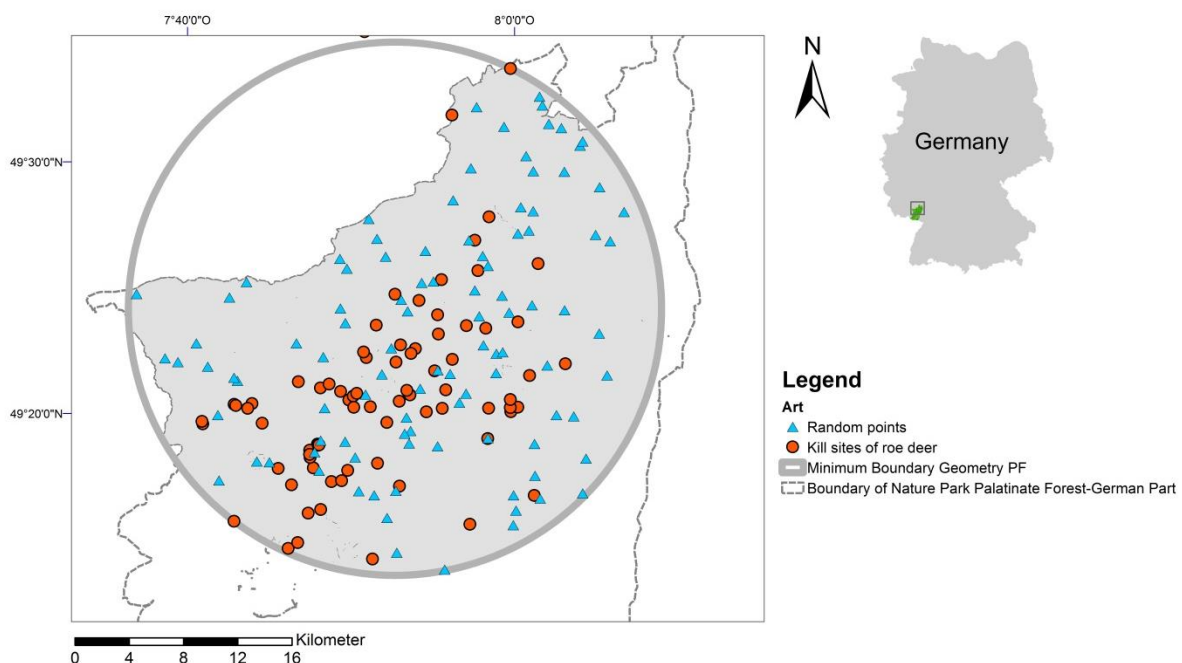 7°40'0"O
8°0'0"O
N
49°30'0"N
Germany
49°20'0"N
Legend
Art
Random points
Kill sites of roe deer
Minimum Boundary Geometry PF
Boundary of Nature Park Palatinate Forest-German Part
Kilometer
0 4 8 12 16